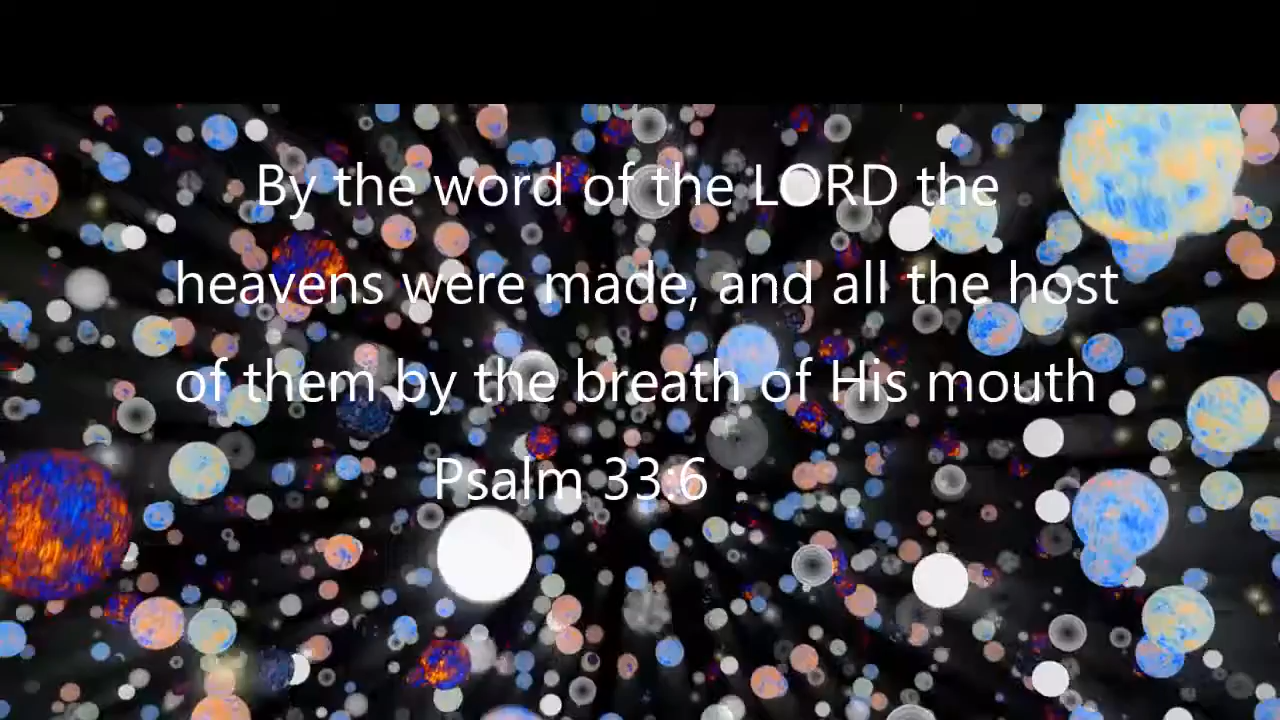 By the word of the LORD the
heavens were made, and all the host
of them by the breath of His mouth
Psalm 33:6